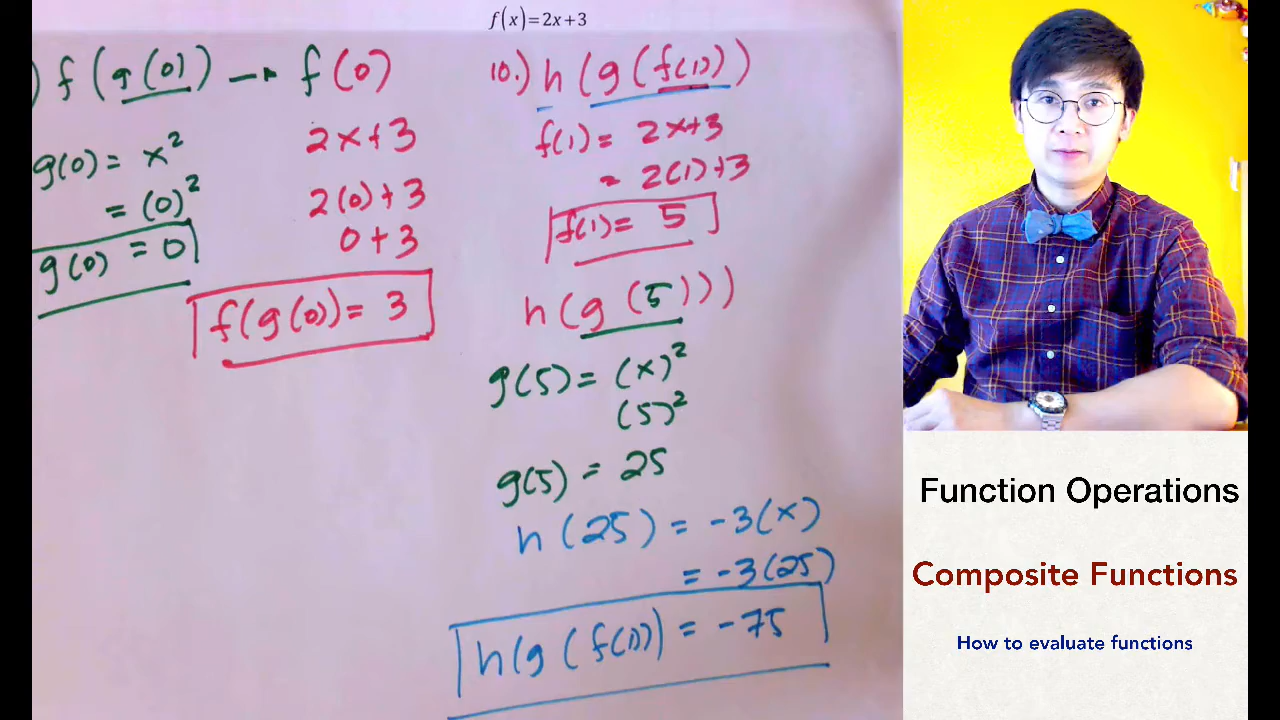 f(x)=2x+3
) f (g(0)) → f(0)
g(0) = x²
= (0)²
g(0) = 0
2x+3
2(0)+3
0+3
f(g(0)) = 3
10.) h (g (f(1)))
f(1) = 2x+3
= 2(1)+3
f(1) = 5
h (g (5)))
g(5) = (x)²
(5)²
g(5) = 25
h (25) = -3(x)
= -3(25)
h(g (f(1)) = -75
Function Operations
Composite Functions
How to evaluate functions